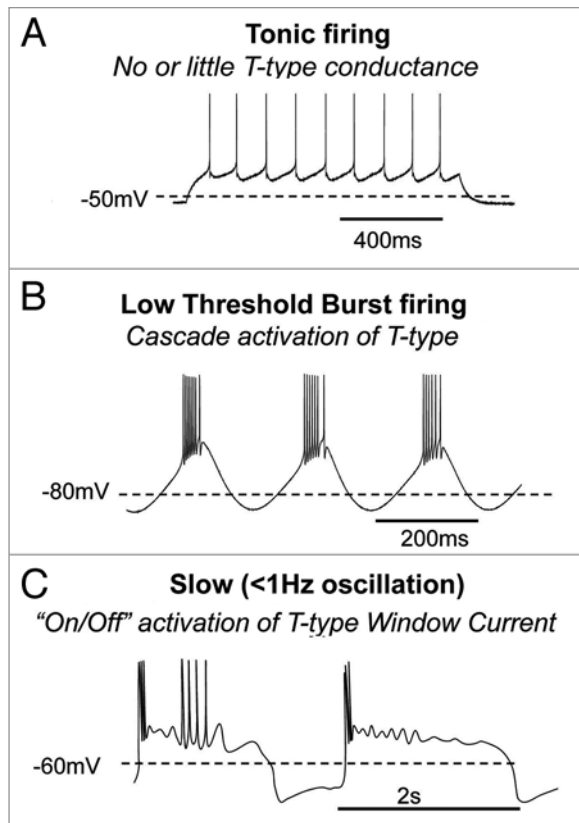 A
Tonic firing
No or little T-type conductance
-50mV
400ms
B
Low Threshold Burst firing
Cascade activation of T-type
-80mV
200ms
C
Slow (<1Hz oscillation)
“On/Off” activation of T-type Window Current
-60mV
2s